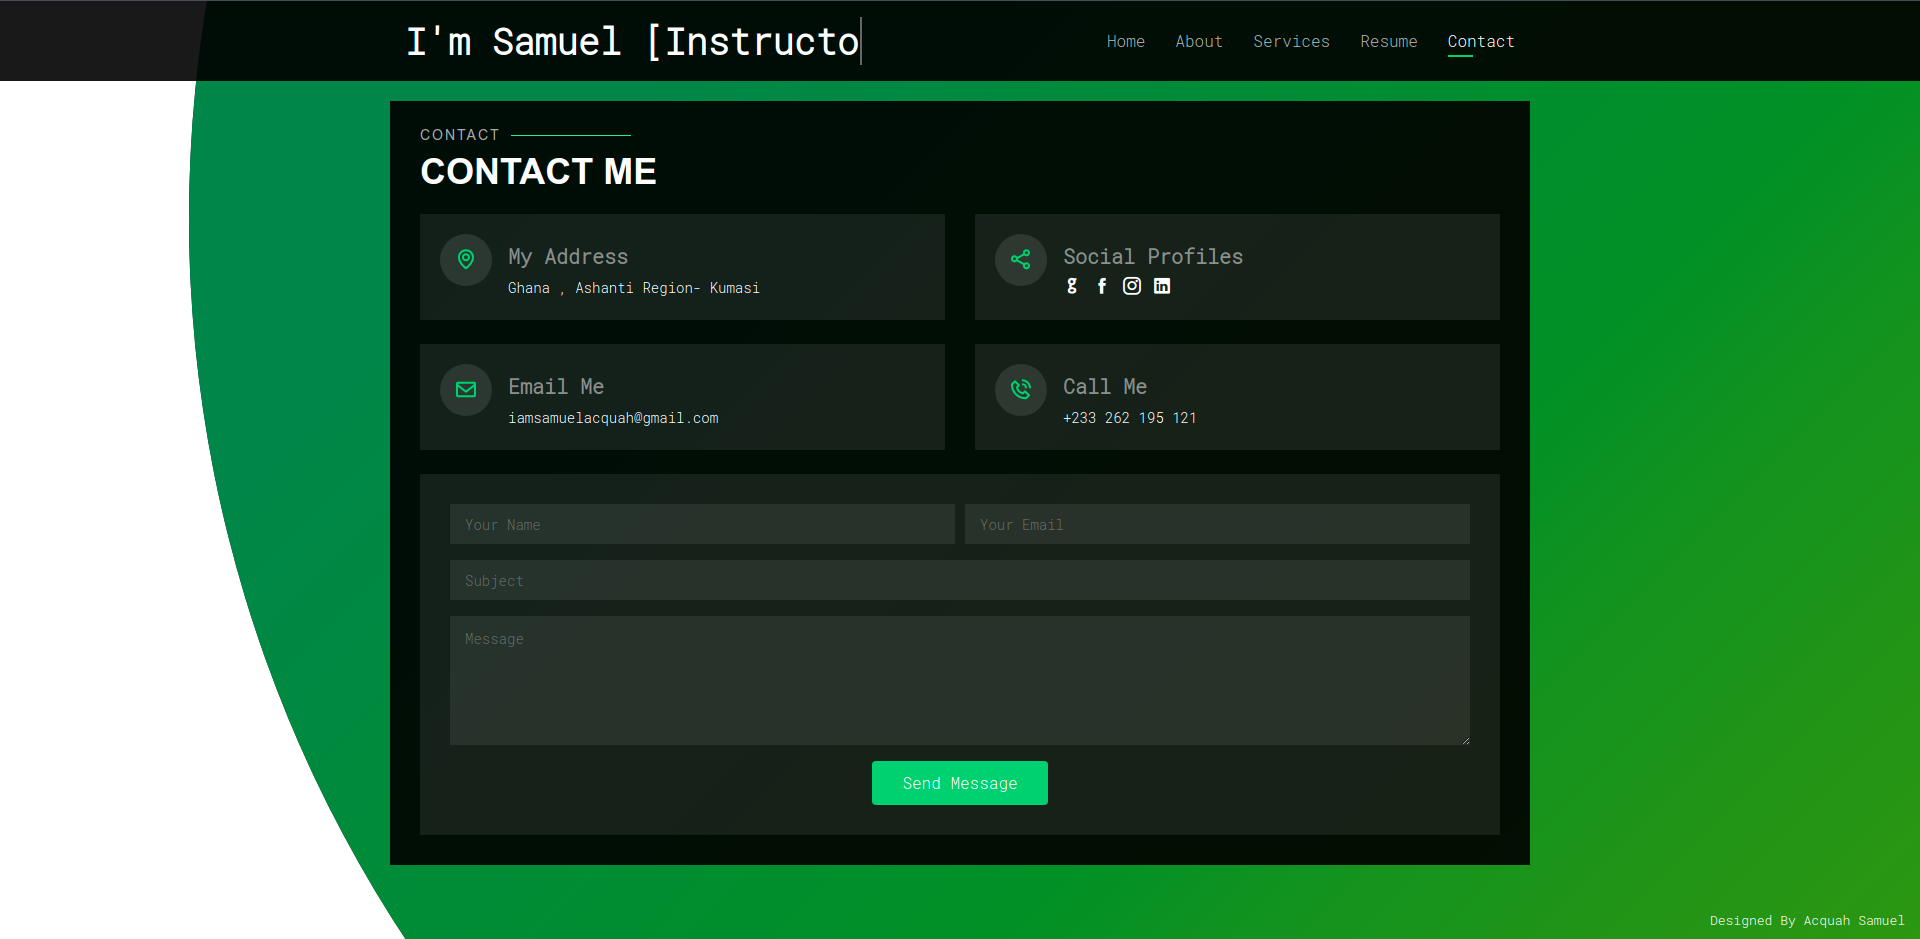 I'm Samuel [Instructo
Home About Services Resume Contact
CONTACT
CONTACT ME
My Address
Ghana , Ashanti Region- Kumasi
Social Profiles
Email Me
iamsamuelacquah@gmail.com
Call Me
+233 262 195 121
Your Name
Your Email
Subject
Message
Send Message
Designed By Acquah Samuel